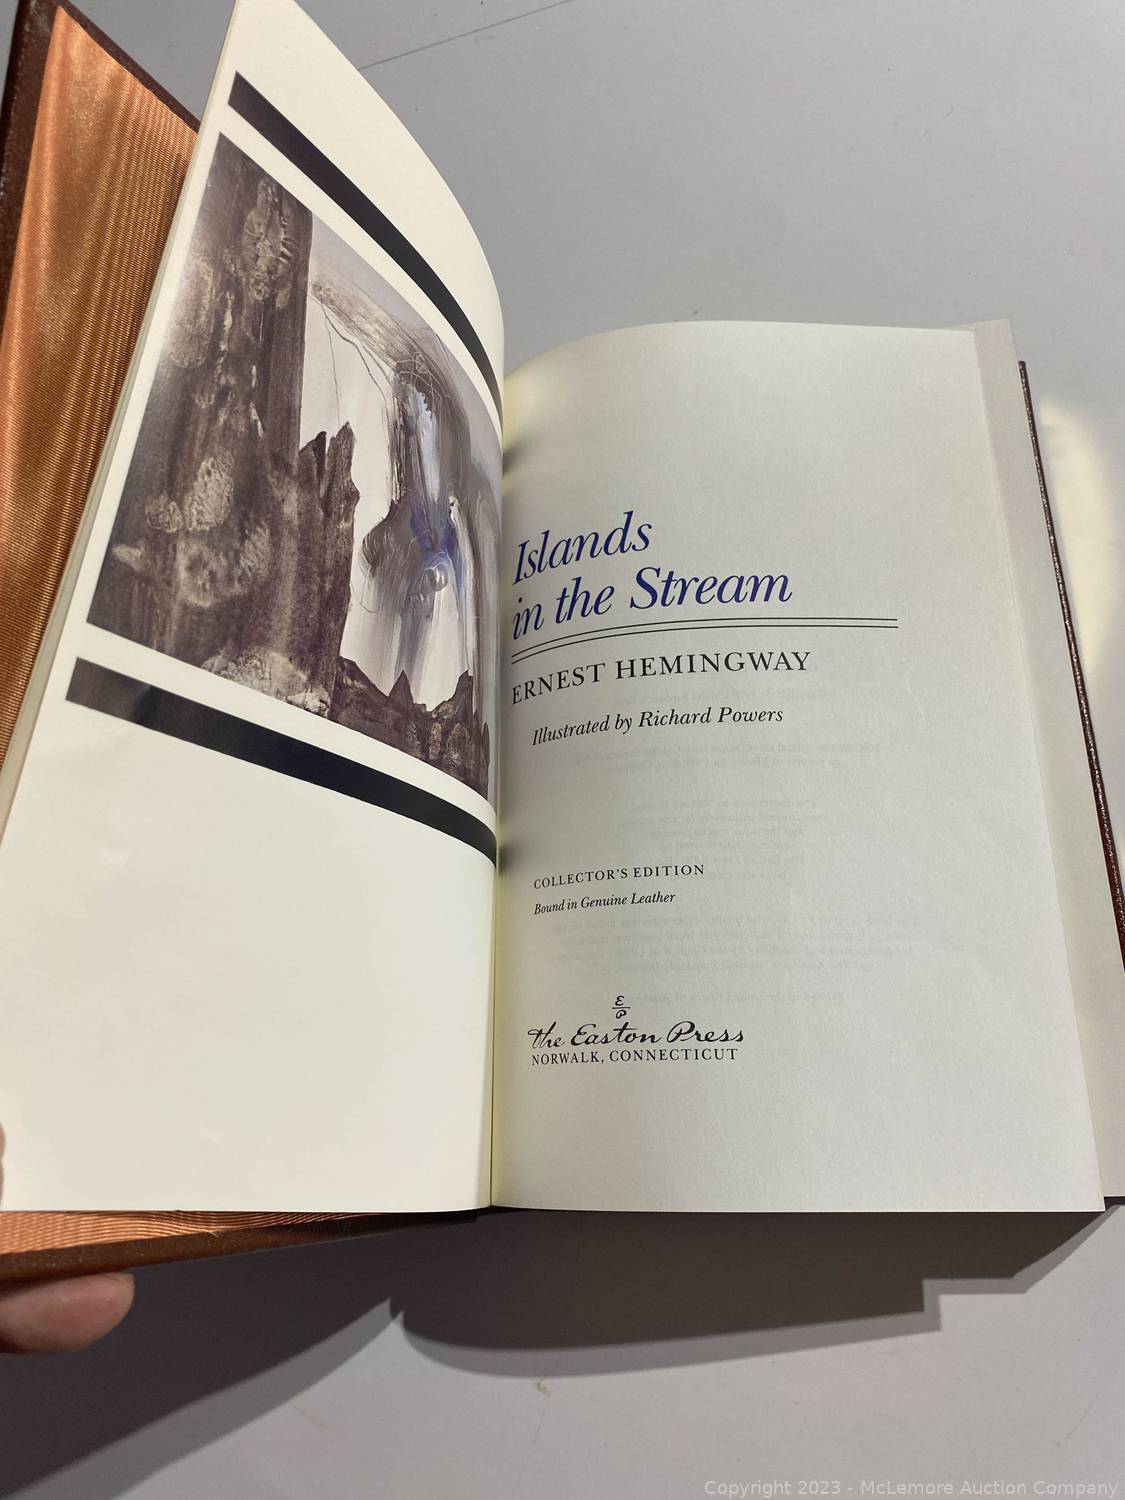 Islands
in the Stream
ERNEST HEMINGWAY
Illustrated by Richard Powers
COLLECTOR'S EDITION
Bound in Genuine Leather
E
P
the Easton Press
NORWALK, CONNECTICUT
Copyright 2023 - McLemore Auction Company